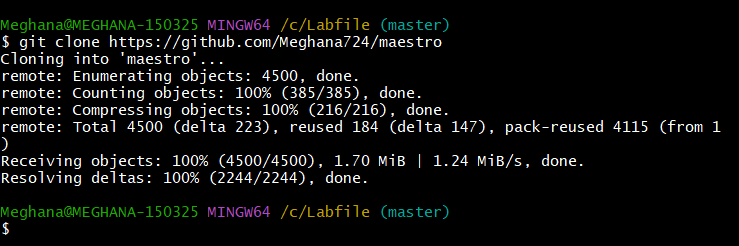 Meghana@MEGHANA-150325 MINGW64 /c/Labfile (master)
$ git clone https://github.com/Meghana724/maestro
Cloning into 'maestro'...
remote: Enumerating objects: 4500, done.
remote: Counting objects: 100% (385/385), done.
remote: Compressing objects: 100% (216/216), done.
remote: Total 4500 (delta 223), reused 184 (delta 147), pack-reused 4115 (from 1
)
Receiving objects: 100% (4500/4500), 1.70 MiB | 1.24 MiB/s, done.
Resolving deltas: 100% (2244/2244), done.
Meghana@MEGHANA-150325 MINGW64 /c/Labfile (master)
$